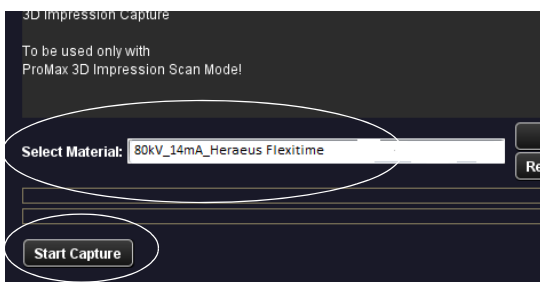 3D Impression Capture
To be used only with
ProMax 3D Impression Scan Mode!
Select Material: 80kV_14mA_Heraeus Flexitime
Re
Start Capture